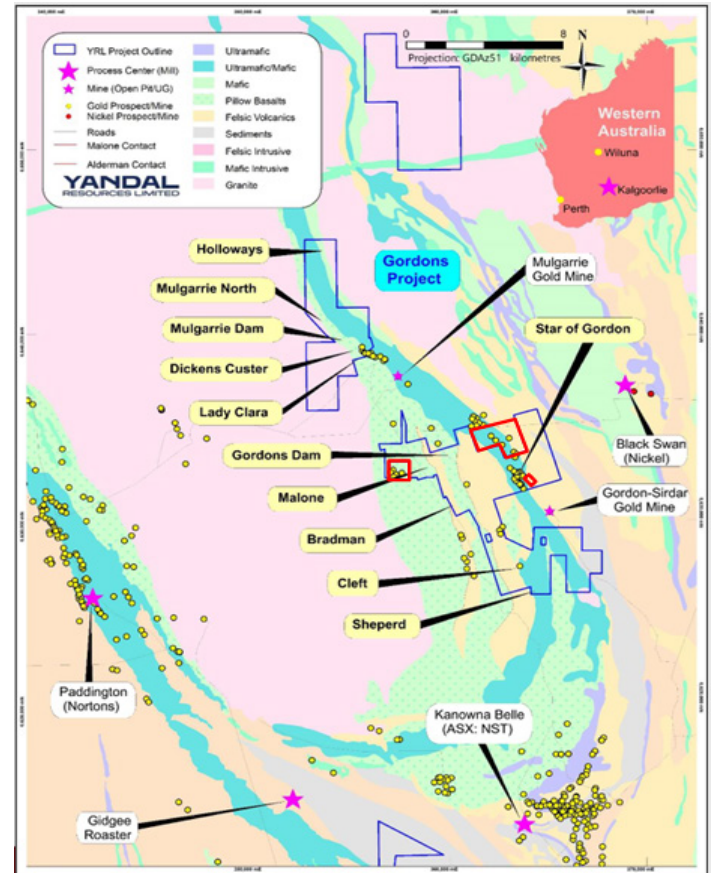 YRL Project Outline
Process Center (Mill)
Mine (Open Pit/UG)
Gold Prospect/Mine
Nickel Prospect/Mine
Roads
Malone Contact
Alderman Contact
YANDAL
RESOURCES LIMITED
Ultramafic
Ultramafic/Mafic
Mafic
Pillow Basalts
Felsic Volcanics
Sediments
Felsic Intrusive
Mafic Intrusive
Granite
0 8
Projection: GDAz51 kilometres
N
Western
Australia
Wiluna
Kalgoorlie
Perth
Holloways
Mulgarrie North
Mulgarrie Dam
Dickens Custer
Lady Clara
Gordons
Project
Mulgarrie
Gold Mine
Star of Gordon
Black Swan
(Nickel)
Gordons Dam
Malone
Bradman
Cleft
Sheperd
Gordon-Sirdar
Gold Mine
Paddington
(Nortons)
Kanowna Belle
(ASX: NST)
Gidgee
Roaster